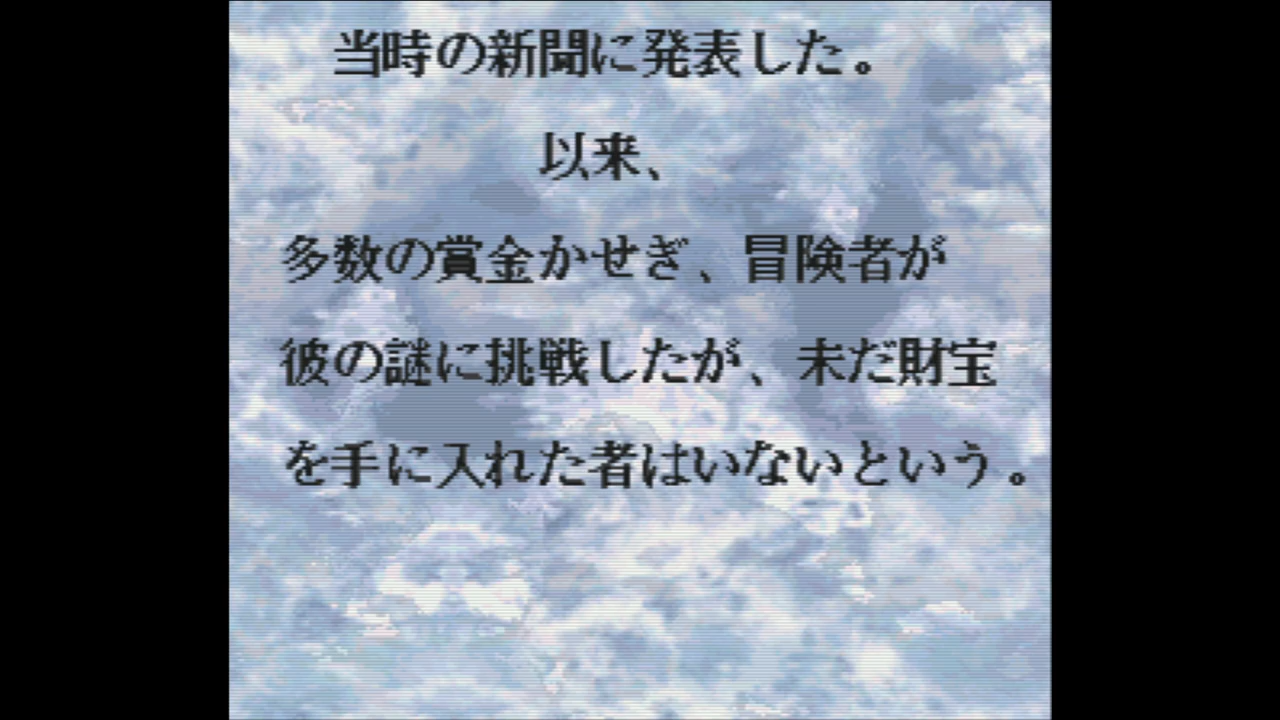 当時の新聞に発表した。
以来、
多数の賞金かせぎ、冒険者が
彼の謎に挑戦したが、未だ財宝
を手に入れた者はいないという。